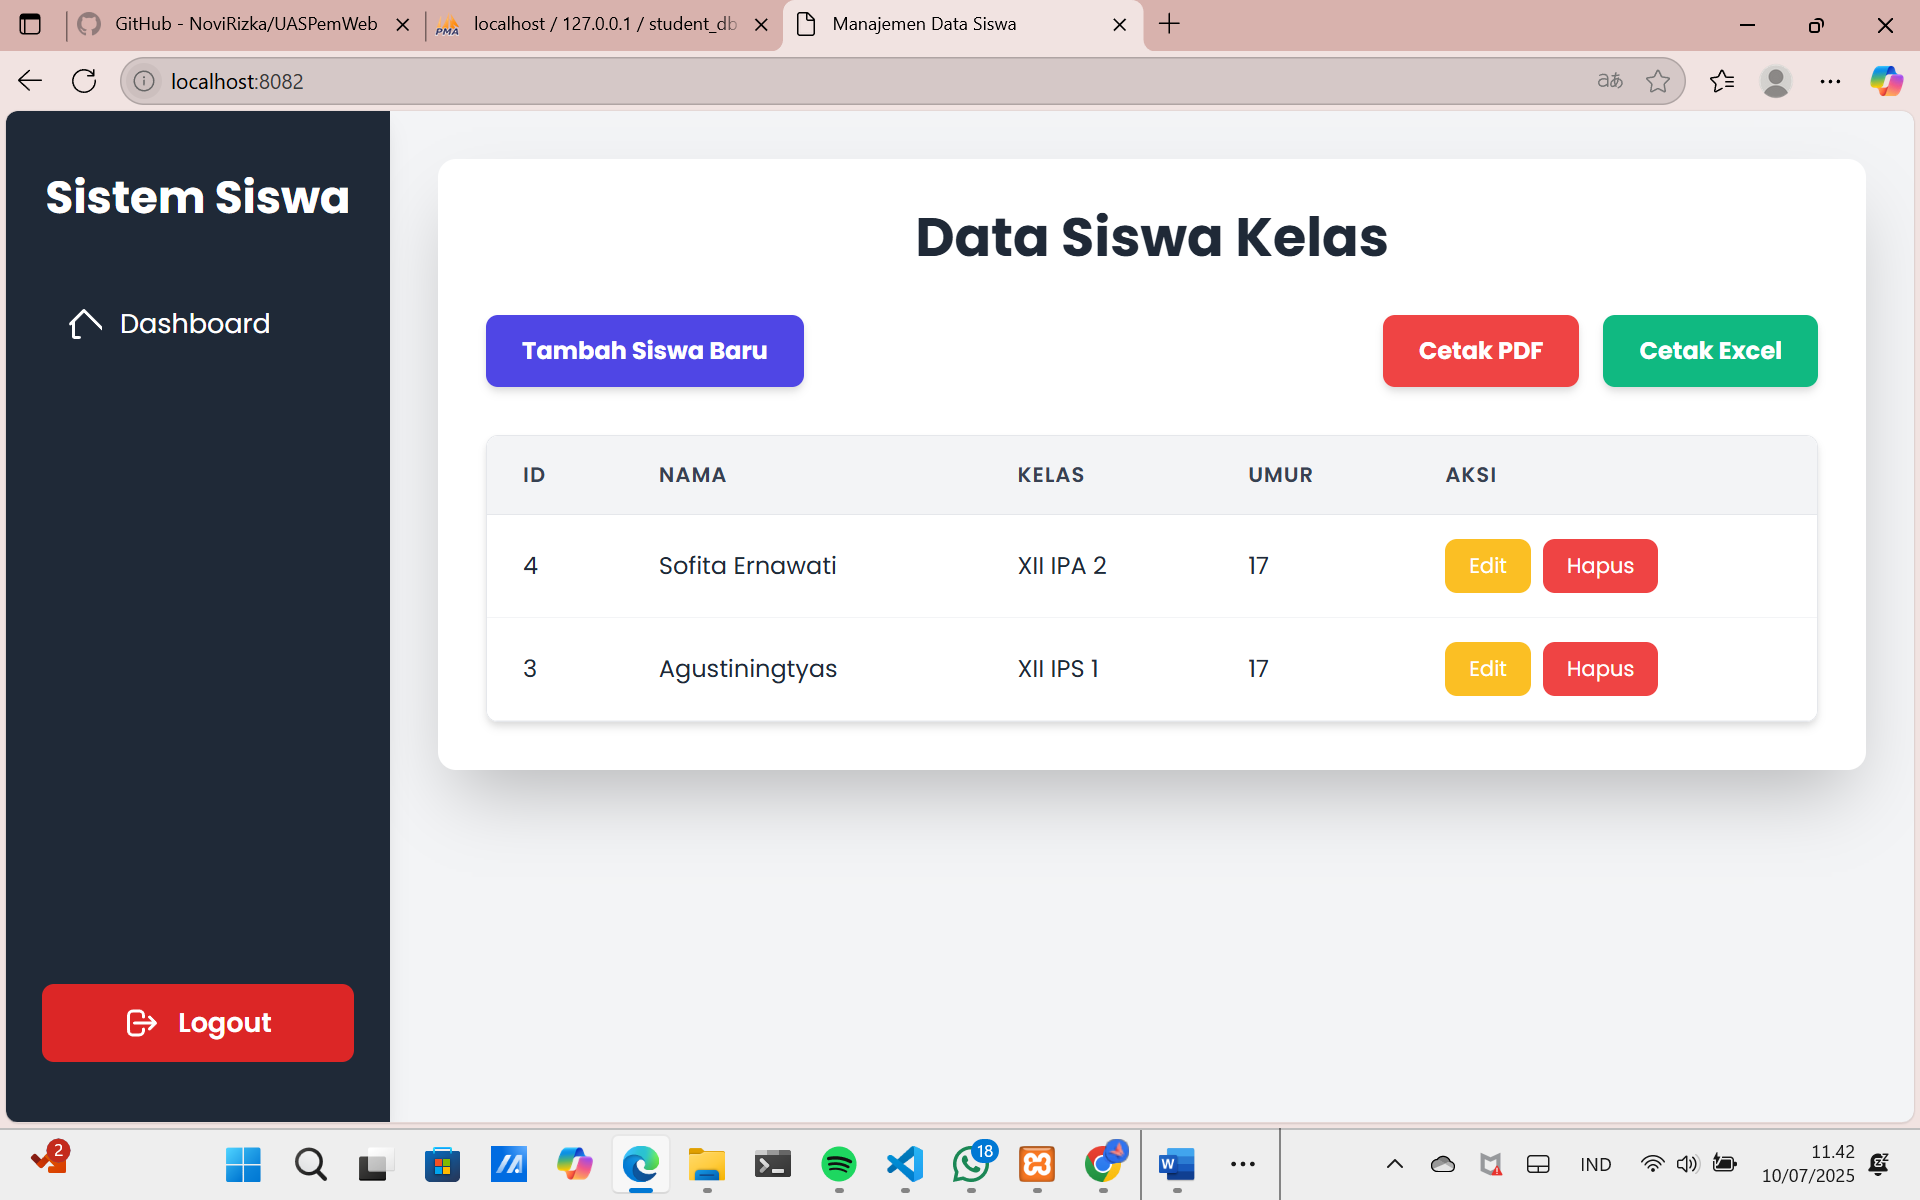 GitHub - NoviRizka/UASPemWeb
PMA
localhost / 127.0.0.1 / student_db
Manajemen Data Siswa
localhost:8082
Sistem Siswa
Dashboard
Logout
Data Siswa Kelas
Tambah Siswa Baru
Cetak PDF
Cetak Excel
ID NAMA KELAS UMUR AKSI
4 Sofita Ernawati XII IPA 2 17 Edit Hapus
3 Agustiningtyas XII IPS 1 17 Edit Hapus
2
18
W
IND
11.42
10/07/2025